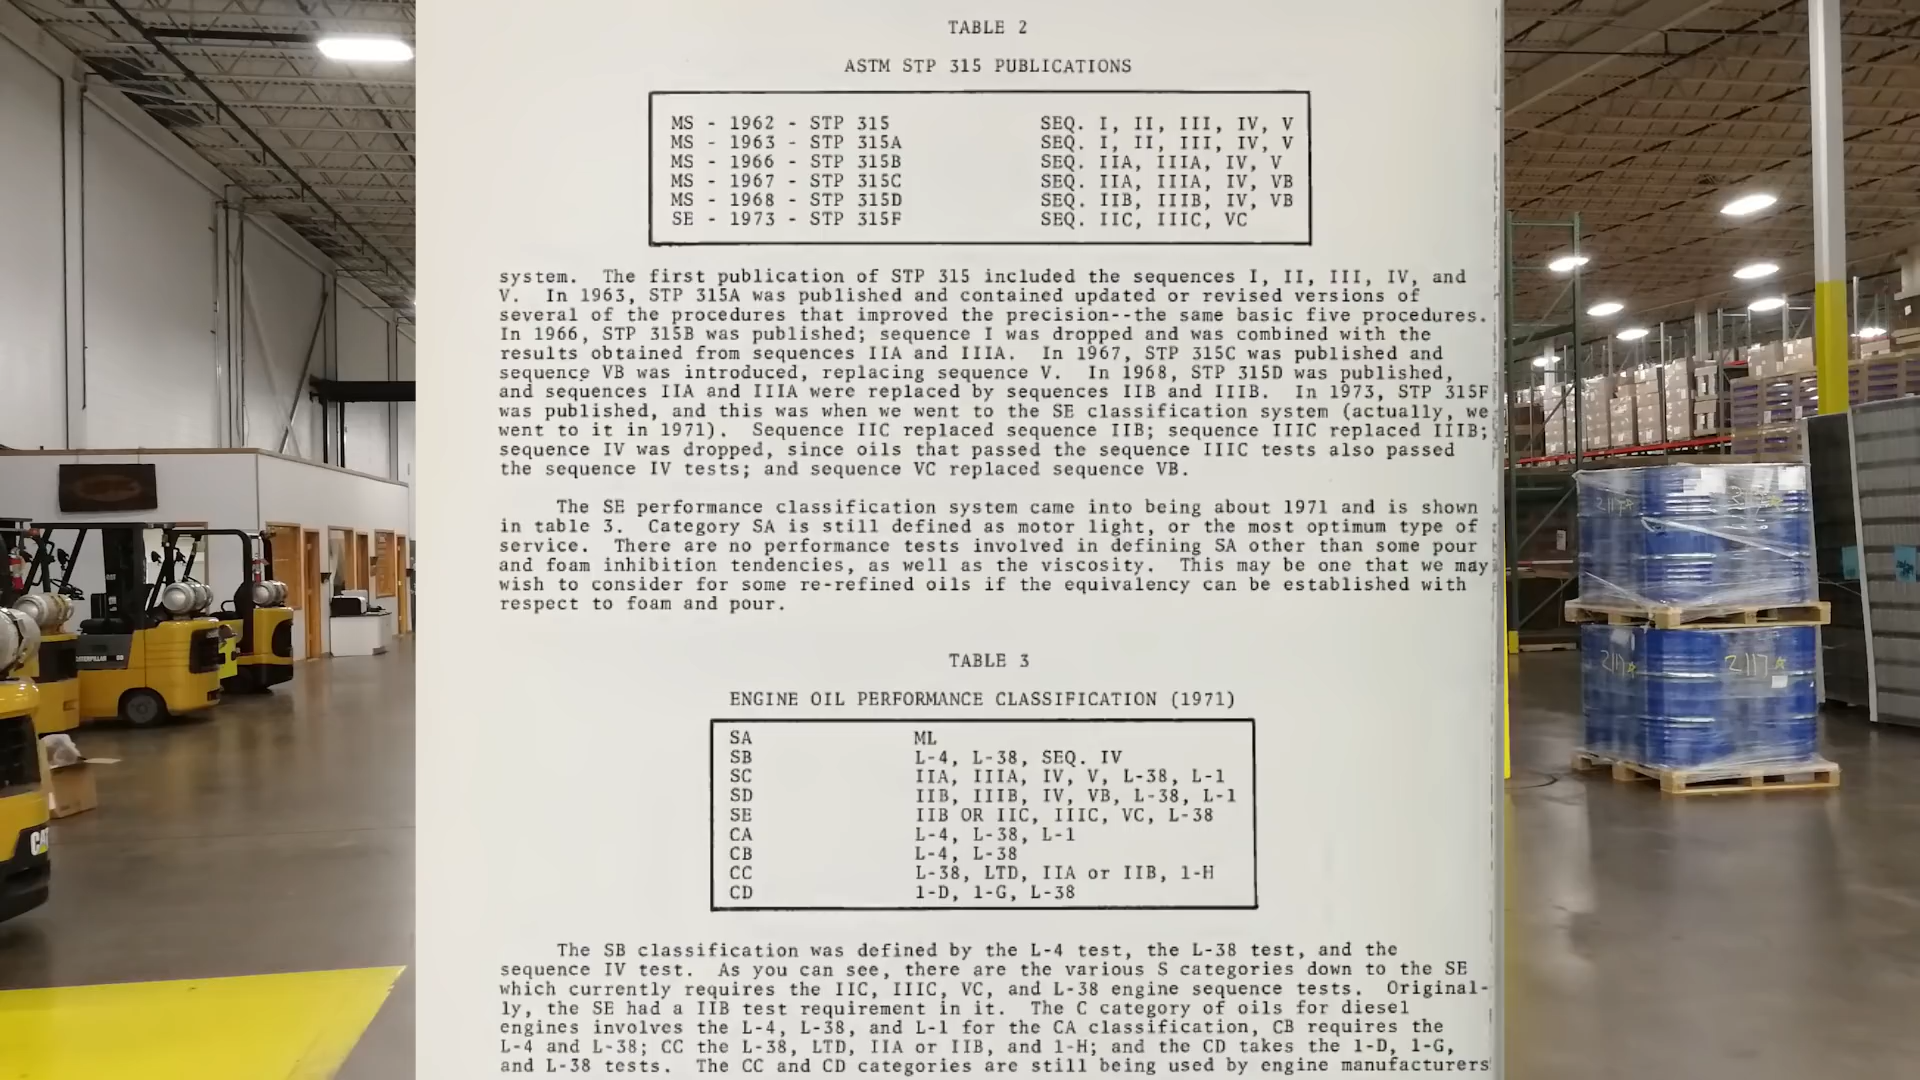 TABLE 2
ASTM STP 315 PUBLICATIONS
MS - 1962 - STP 315 SEQ. I, II, III, IV, V
MS - 1963 - STP 315A SEQ. I, II, III, IV, V
MS - 1966 - STP 315B SEQ. IIA, IIIA, IV, V
MS - 1967 - STP 315C SEQ. IIA, IIIA, IV, VB
MS - 1968 - STP 315D SEQ. IIB, IIIB, IV, VB
SE - 1973 - STP 315F SEQ. IIC, IIIC, VC
system. The first publication of STP 315 included the sequences I, II, III, IV, and
V. In 1963, STP 315A was published and contained updated or revised versions of
several of the procedures that improved the precision--the same basic five procedures.
In 1966, STP 315B was published; sequence I was dropped and was combined with the
results obtained from sequences IIA and IIIA. In 1967, STP 315C was published and
sequence VB was introduced, replacing sequence V. In 1968, STP 315D was published,
and sequences IIA and IIIA were replaced by sequences IIB and IIIB. In 1973, STP 315F
was published, and this was when we went to the SE classification system (actually, we
went to it in 1971). Sequence IIC replaced sequence IIB; sequence IIIC replaced IIIB;
sequence IV was dropped, since oils that passed the sequence IIIC tests also passed
the sequence IV tests; and sequence VC replaced sequence VB.
The SE performance classification system came into being about 1971 and is shown
in table 3. Category SA is still defined as motor light, or the most optimum type of
service. There are no performance tests involved in defining SA other than some pour
and foam inhibition tendencies, as well as the viscosity. This may be one that we may
wish to consider for some re-refined oils if the equivalency can be established with
respect to foam and pour.
TABLE 3
ENGINE OIL PERFORMANCE CLASSIFICATION (1971)
SA ML
SB L-4, L-38, SEQ. IV
SC IIA, IIIA, IV, V, L-38, L-1
SD IIB, IIIB, IV, VB, L-38, L-1
SE IIB OR IIC, IIIC, VC, L-38
CA L-4, L-38, L-1
CB L-4, L-38
CC L-38, LTD, IIA or IIB, 1-H
CD 1-D, 1-G, L-38
The SB classification was defined by the L-4 test, the L-38 test, and the
sequence IV test. As you can see, there are the various S categories down to the SE
which currently requires the IIC, IIIC, VC, and L-38 engine sequence tests. Original-
ly, the SE had a IIB test requirement in it. The C category of oils for diesel
engines involves the L-4, L-38, and L-1 for the CA classification, CB requires the
L-4 and L-38; CC the L-38, LTD, IIA or IIB, and 1-H; and the CD takes the 1-D, 1-G,
and L-38 tests. The CC and CD categories are still being used by engine manufacturers
CATERPILLAR
CAT
2117
2117
2117